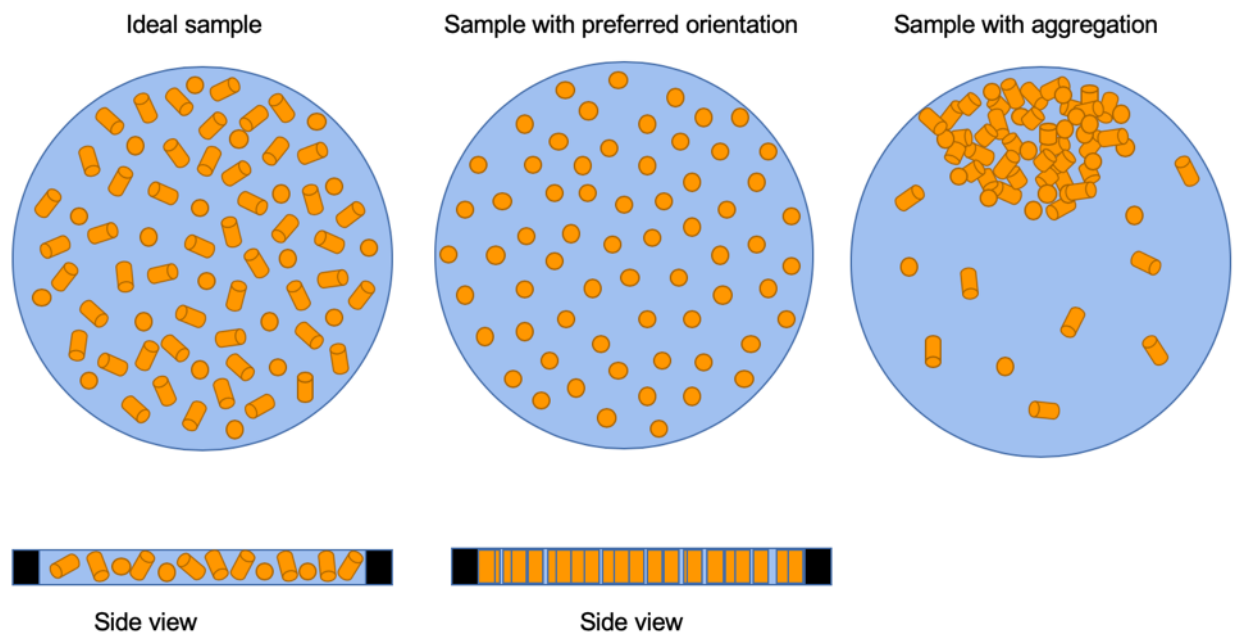 Ideal sample
Sample with preferred orientation
Sample with aggregation
Side view
Side view